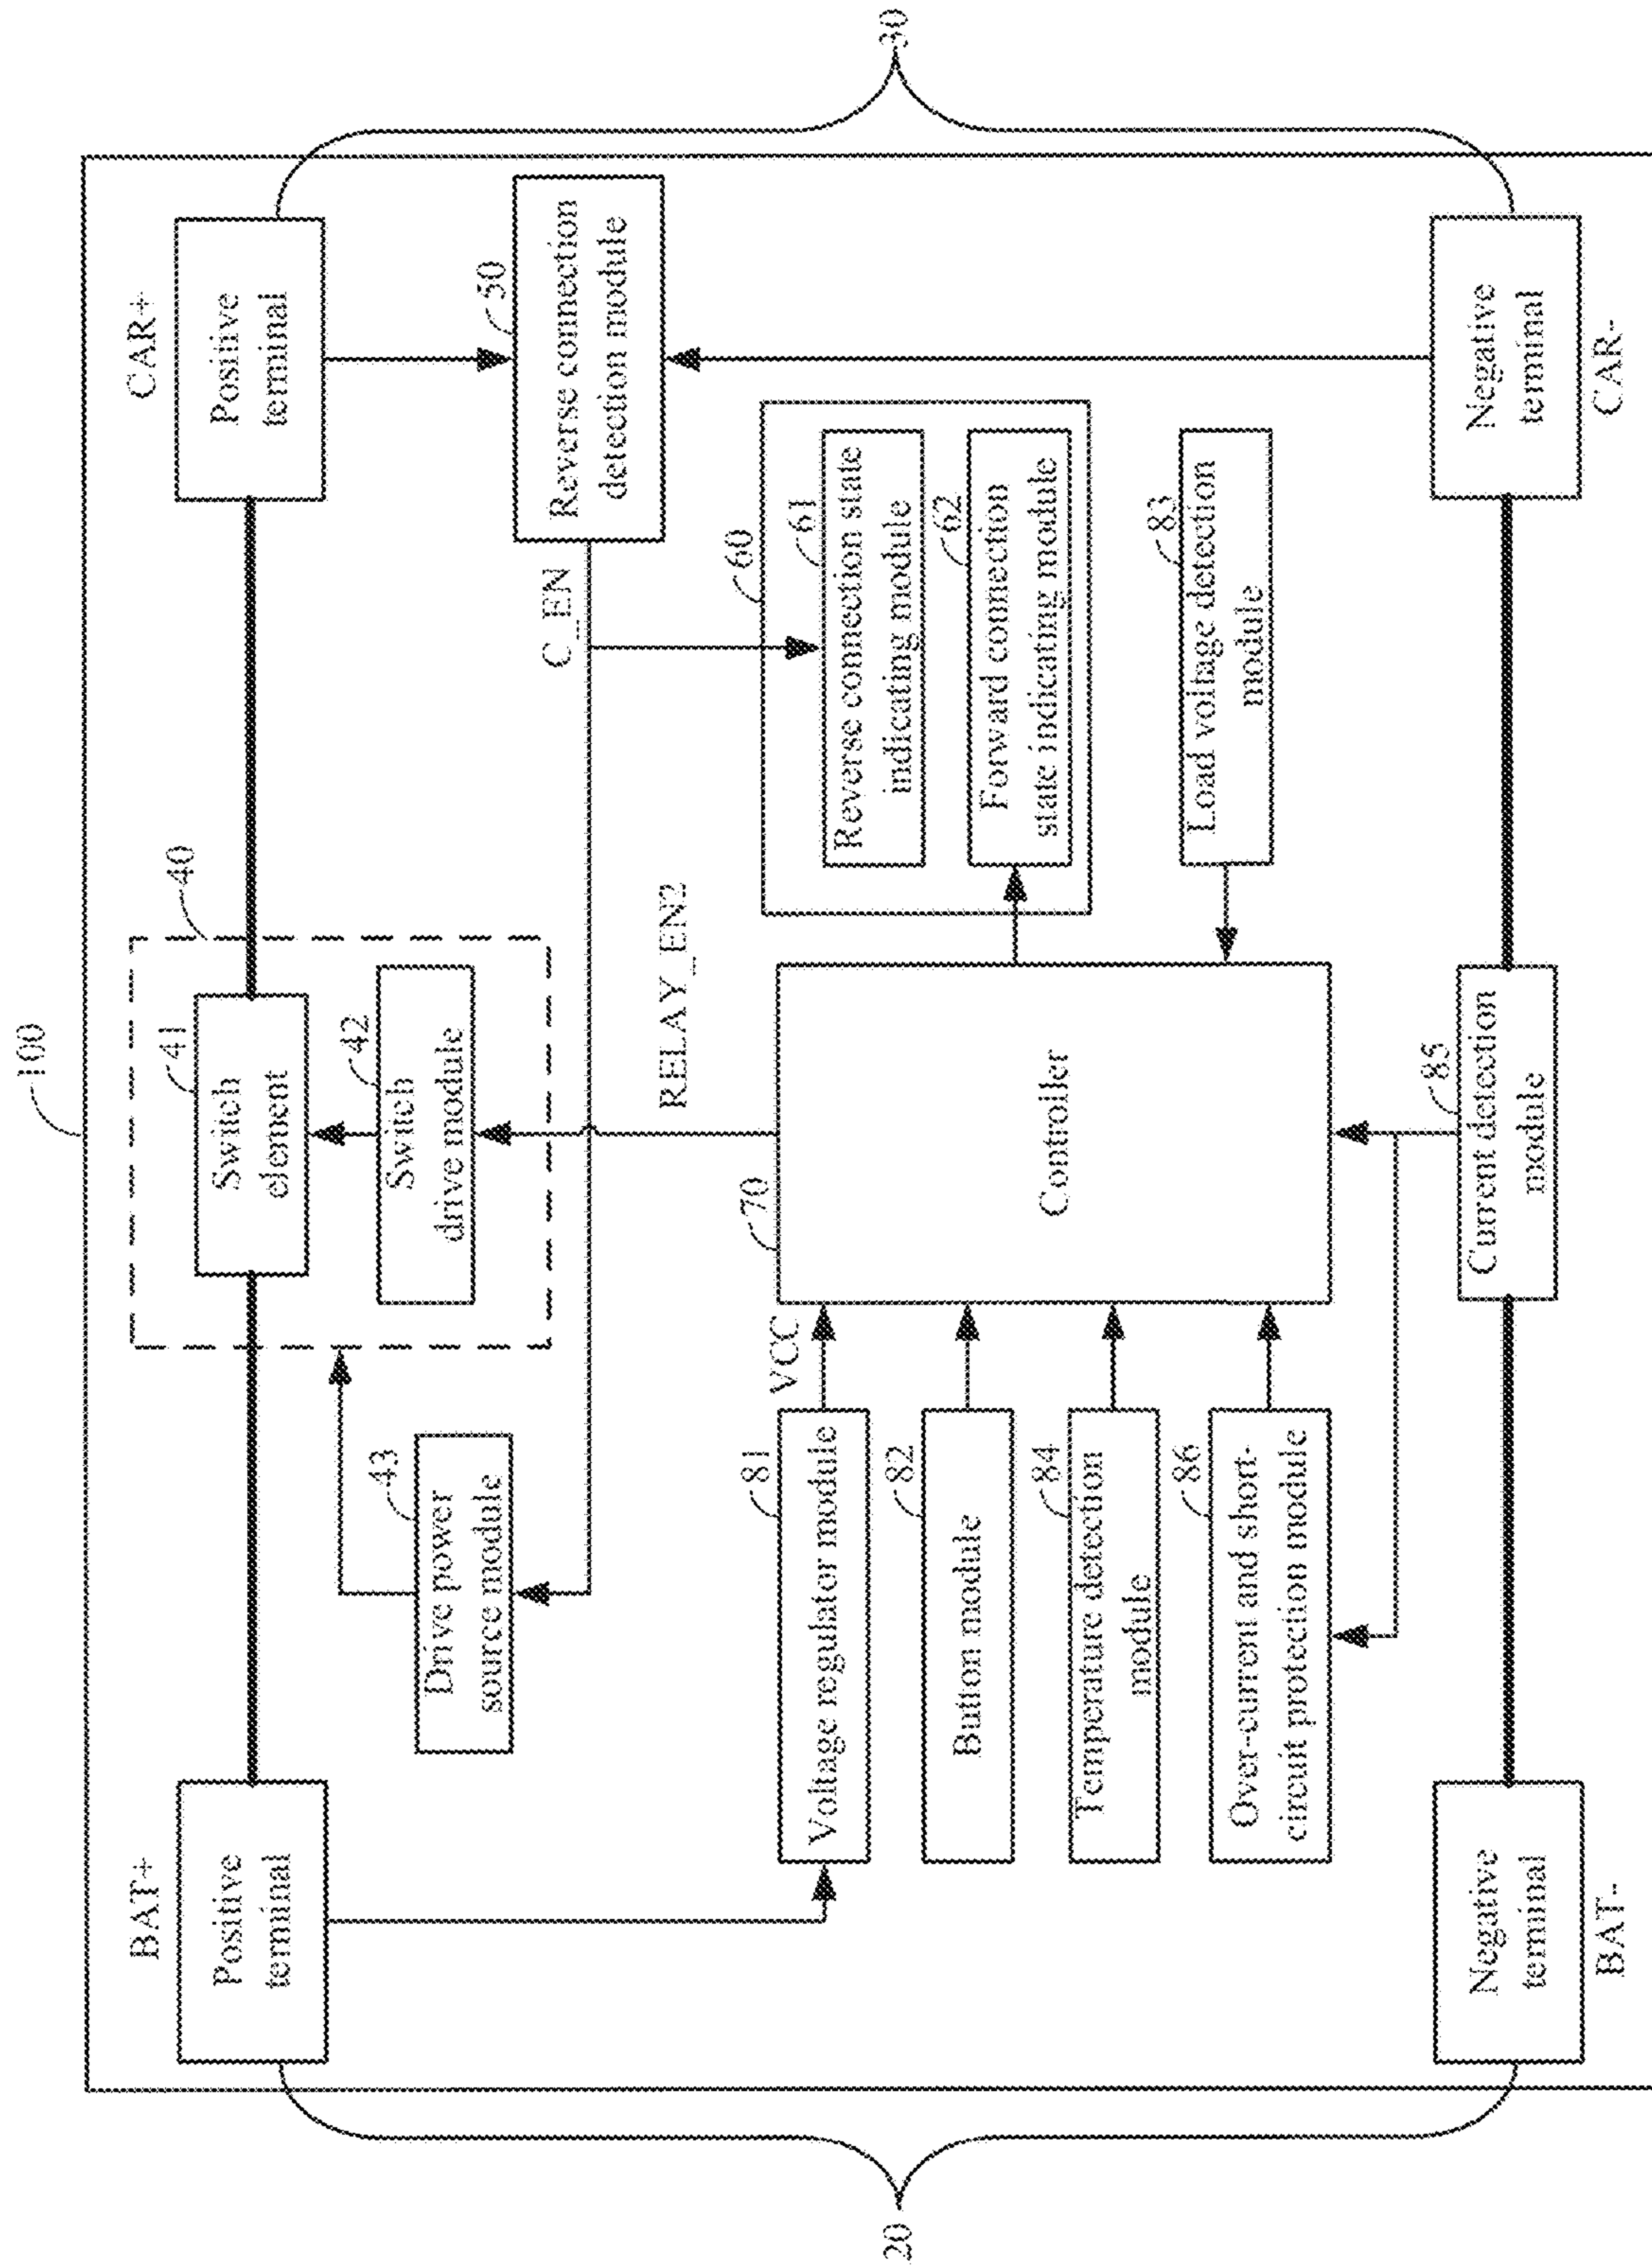 100
BAT+
Positive
terminal
40
41
Switch
element
42
Switch
drive module
43
Drive power
source module
CAR+
Positive
terminal
50
Reverse connection
detection module
C_EN
RELAY_EN2
60
61
Reverse connection state
indicating module
62
Forward connection
state indicating module
83
Load voltage detection
module
70
Controller
VCC
81
Voltage regulator module
82
Button module
84
Temperature detection
module
86
Over-current and short-
circuit protection module
85
Current detection
module
Negative
terminal
BAT-
Negative
terminal
CAR-
20
30